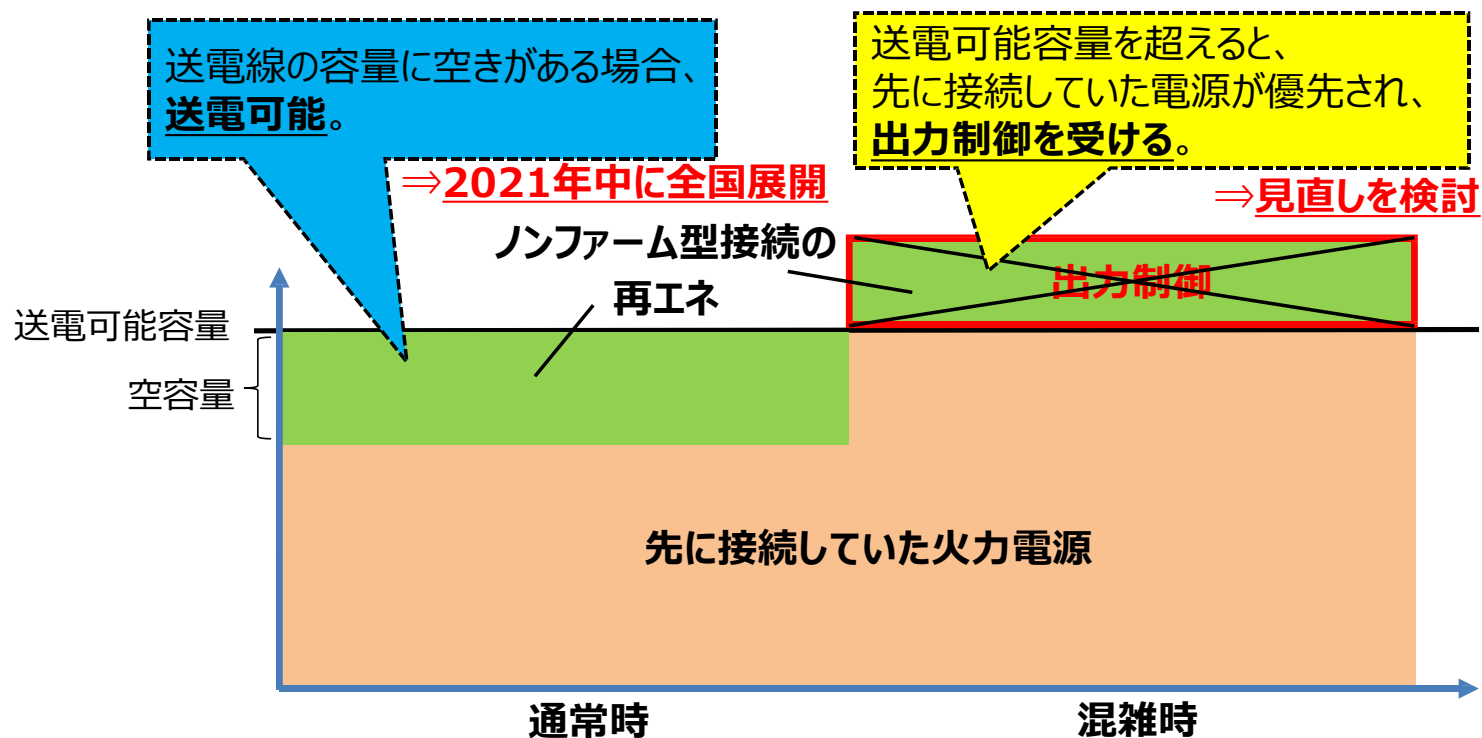 送電線の容量に空きがある場合、
送電可能。
送電可能容量を超えると、
先に接続していた電源が優先され、
出力制御を受ける。
⇒2021年中に全国展開
⇒見直しを検討
ノンファーム型接続の
再エネ
出力制御
送電可能容量
空容量
先に接続していた火力電源
通常時
混雑時